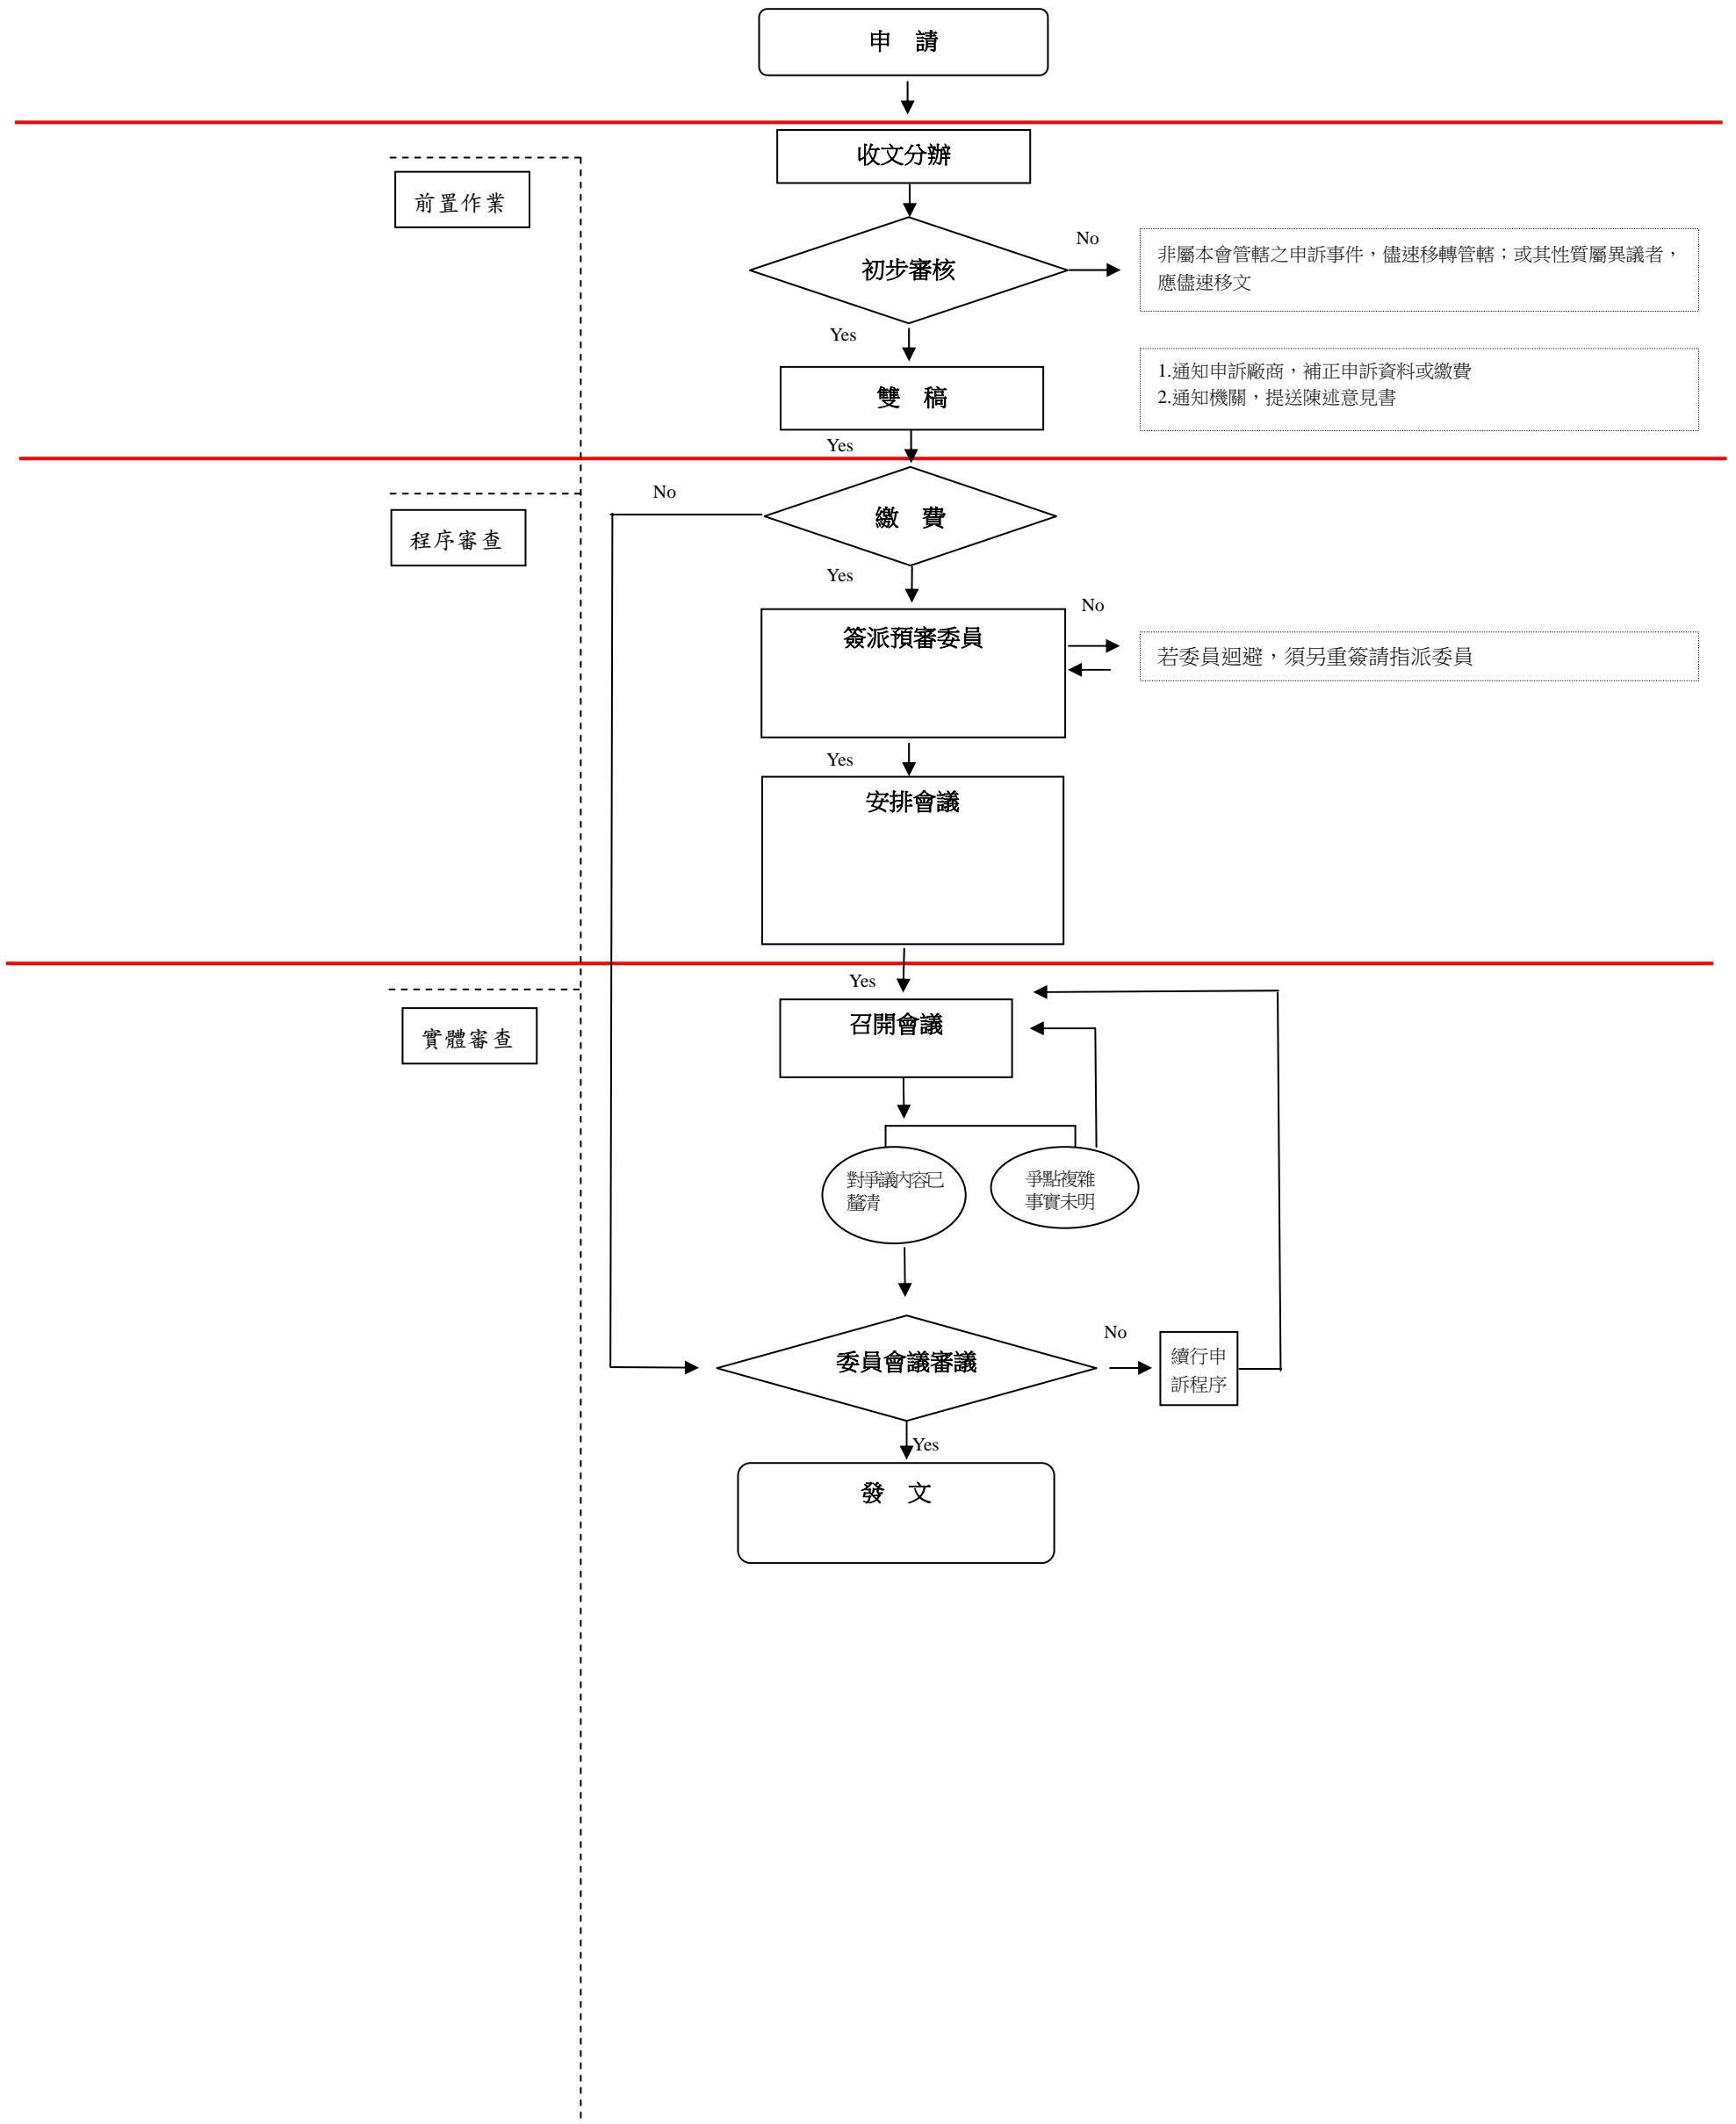 申　請
收文分辦
前置作業
初步審核
No
非屬本會管轄之申訴事件，儘速移轉管轄；或其性質屬異議者，
應儘速移文
Yes
雙　稿
1.通知申訴廠商，補正申訴資料或繳費
2.通知機關，提送陳述意見書
Yes
程序審查
No
繳　費
Yes
簽派預審委員
No
若委員迴避，須另重簽請指派委員
Yes
安排會議
Yes
實體審查
召開會議
對爭議內容已
釐清
爭點複雜
事實未明
委員會議審議
No
續行申
訴程序
Yes
發　文